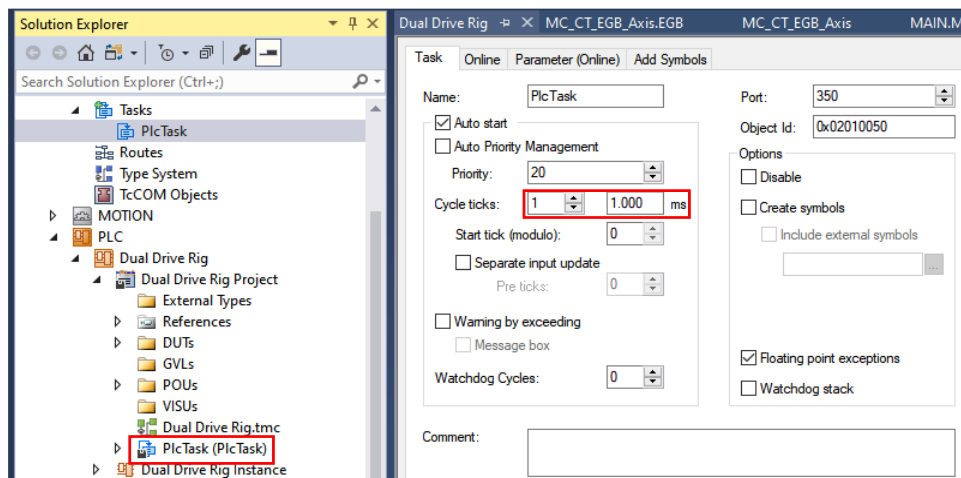 Solution Explorer
Search Solution Explorer (Ctrl+;)
Tasks
PlcTask
Routes
Type System
TcCOM Objects
MOTION
PLC
Dual Drive Rig
Dual Drive Rig Project
External Types
References
DUTs
GVLs
POUs
VISUs
Dual Drive Rig.tmc
PlcTask (PlcTask)
Dual Drive Rig Instance
Dual Drive Rig MC_CT_EGB_Axis.EGB MC_CT_EGB_Axis MAIN.M
Task Online Parameter (Online) Add Symbols
Name: PlcTask Port: 350
Auto start Object Id: 0x02010050
Auto Priority Management Options
Priority: 20 Disable
Cycle ticks: 1 1.000 ms Create symbols
Start tick (modulo): 0 Include external symbols
Separate input update ...
Pre ticks: 0
Warning by exceeding
Message box Floating point exceptions
Watchdog Cycles: 0 Watchdog stack
Comment: